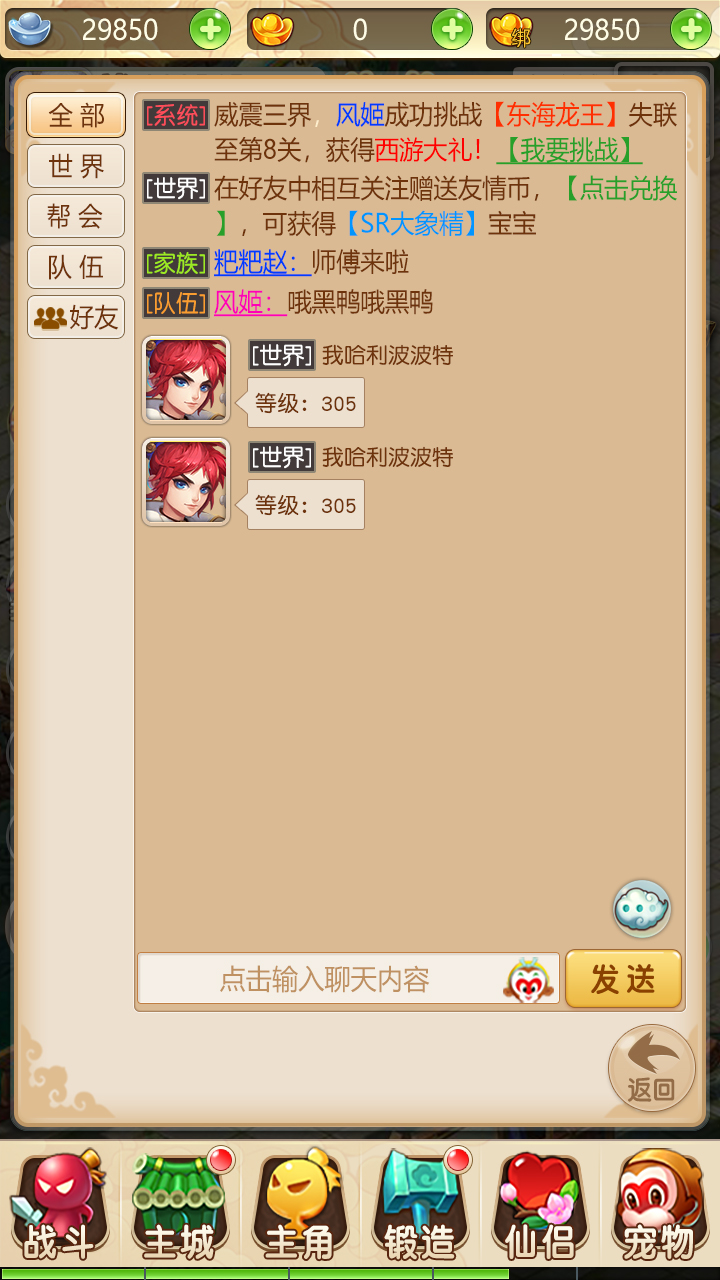 29850
0
绑
29850
全部
世界
帮会
队伍
好友
[系统] 威震三界，风姬成功挑战【东海龙王】失联
至第8关，获得西游大礼！【我要挑战】
[世界] 在好友中相互关注赠送友情币，【点击兑换
】，可获得【SR大象精】宝宝
[家族] 粑粑赵：师傅来啦
[队伍] 风姬：哦黑鸭哦黑鸭
[世界] 我哈利波波特
等级：305
[世界] 我哈利波波特
等级：305
点击输入聊天内容
发送
返回
战斗
主城
主角
锻造
仙侣
宠物